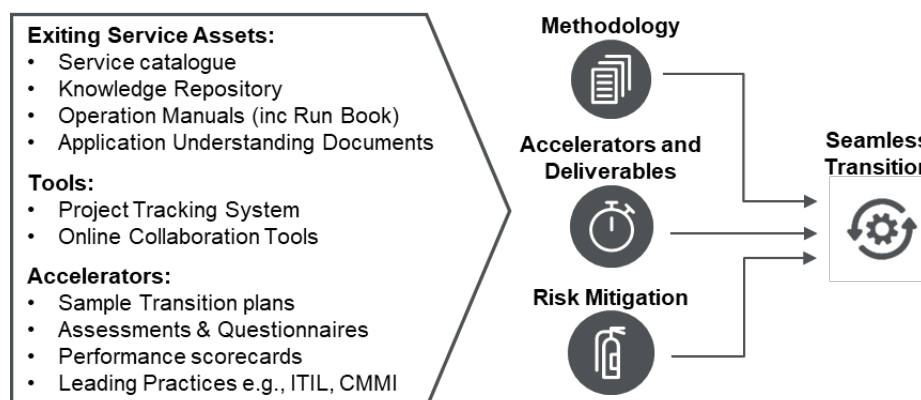 Exiting Service Assets:
• Service catalogue
• Knowledge Repository
• Operation Manuals (inc Run Book)
• Application Understanding Documents
Tools:
• Project Tracking System
• Online Collaboration Tools
Accelerators:
• Sample Transition plans
• Assessments & Questionnaires
• Performance scorecards
• Leading Practices e.g., ITIL, CMMI
Methodology
Accelerators and
Deliverables
Risk Mitigation
Seamless
Transition